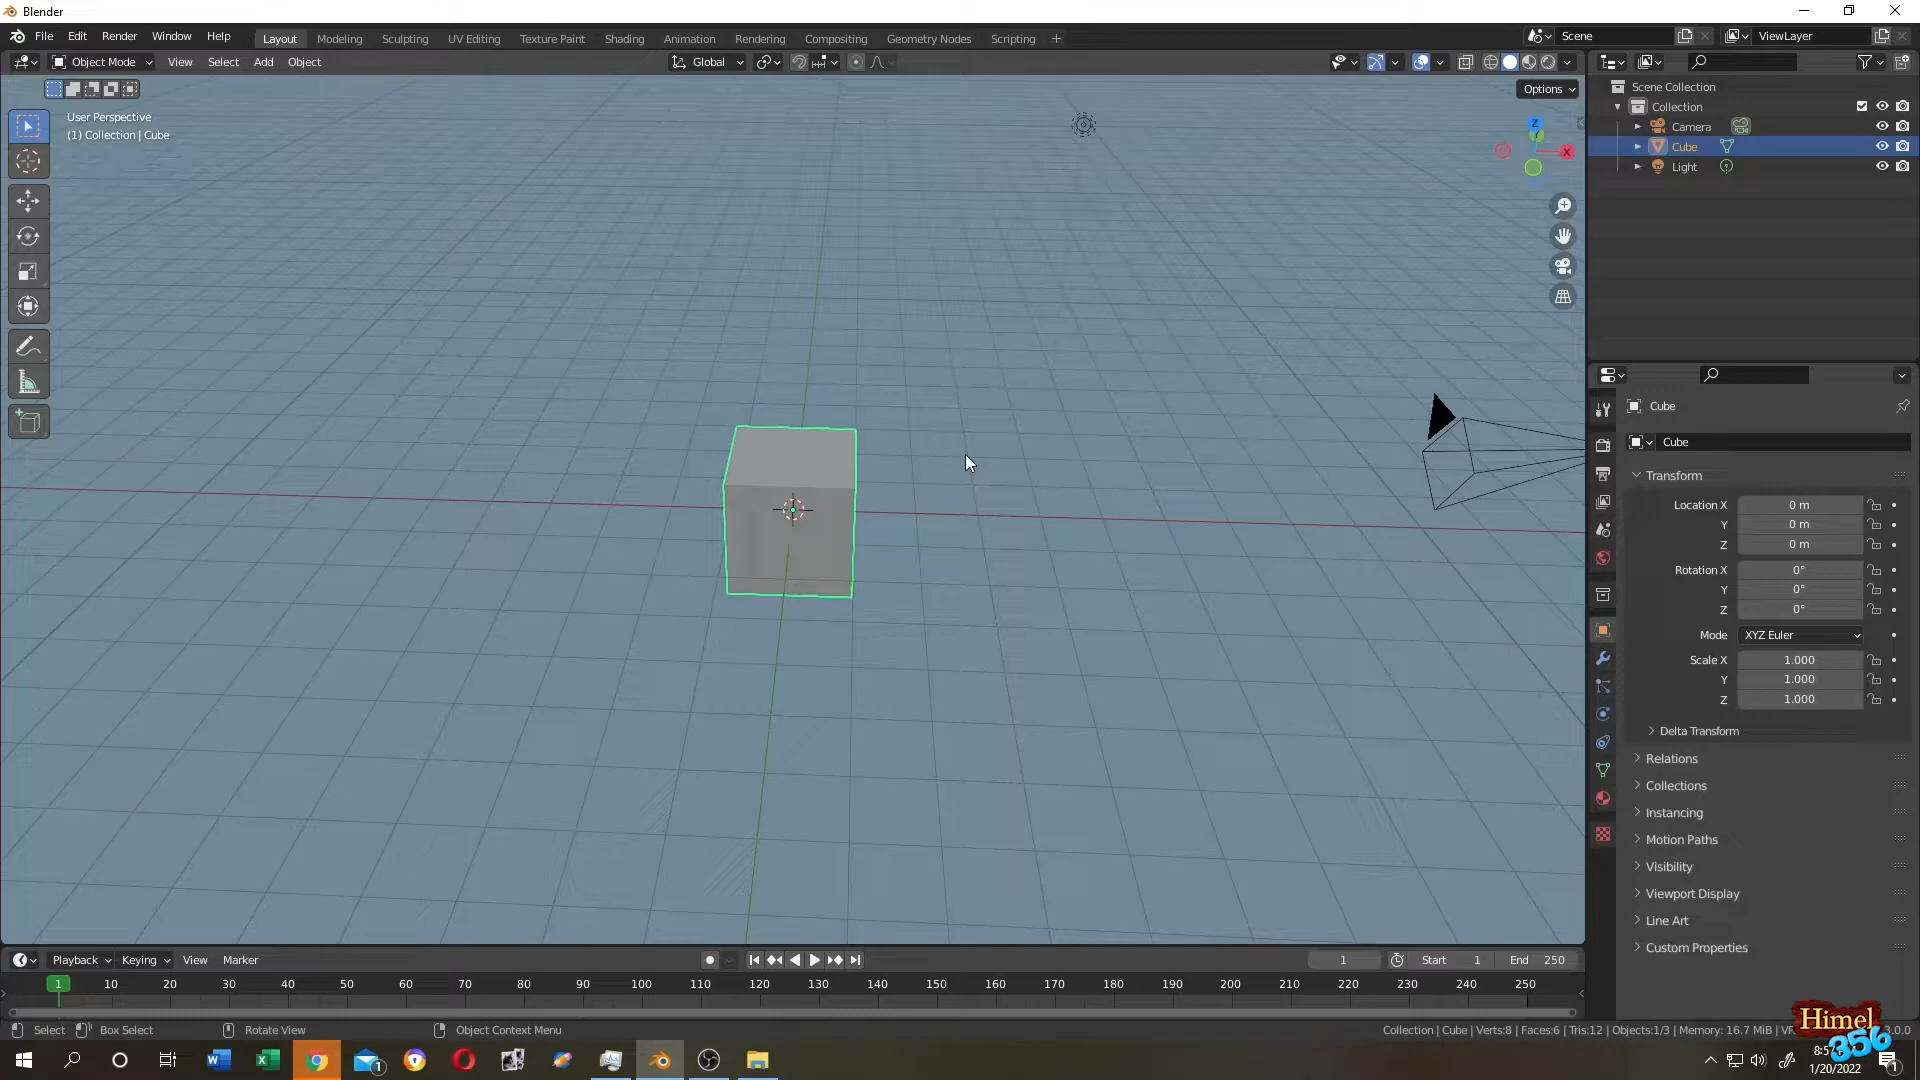 Blender
File Edit Render Window Help Layout Modeling Sculpting UV Editing Texture Paint Shading Animation Rendering Compositing Geometry Nodes Scripting + Scene ViewLayer
Object Mode View Select Add Object Global
Options
User Perspective
(1) Collection | Cube
Z
X
Scene Collection
Collection
Camera
Cube
Light
Cube
Cube
Transform
Location X 0 m
Y 0 m
Z 0 m
Rotation X 0°
Y 0°
Z 0°
Mode XYZ Euler
Scale X 1.000
Y 1.000
Z 1.000
Delta Transform
Relations
Collections
Instancing
Motion Paths
Visibility
Viewport Display
Line Art
Custom Properties
Playback Keying View Marker 1 Start 1 End 250
1 10 20 30 40 50 60 70 80 90 100 110 120 130 140 150 160 170 180 190 200 210 220 230 240 250
Select Box Select Rotate View Object Context Menu Collection | Cube | Verts:8 | Faces:6 | Tris:12 | Objects:1/3 | Memory: 16.7 MiB | 3.0.0
Himel
356
1/20/2022
1
1